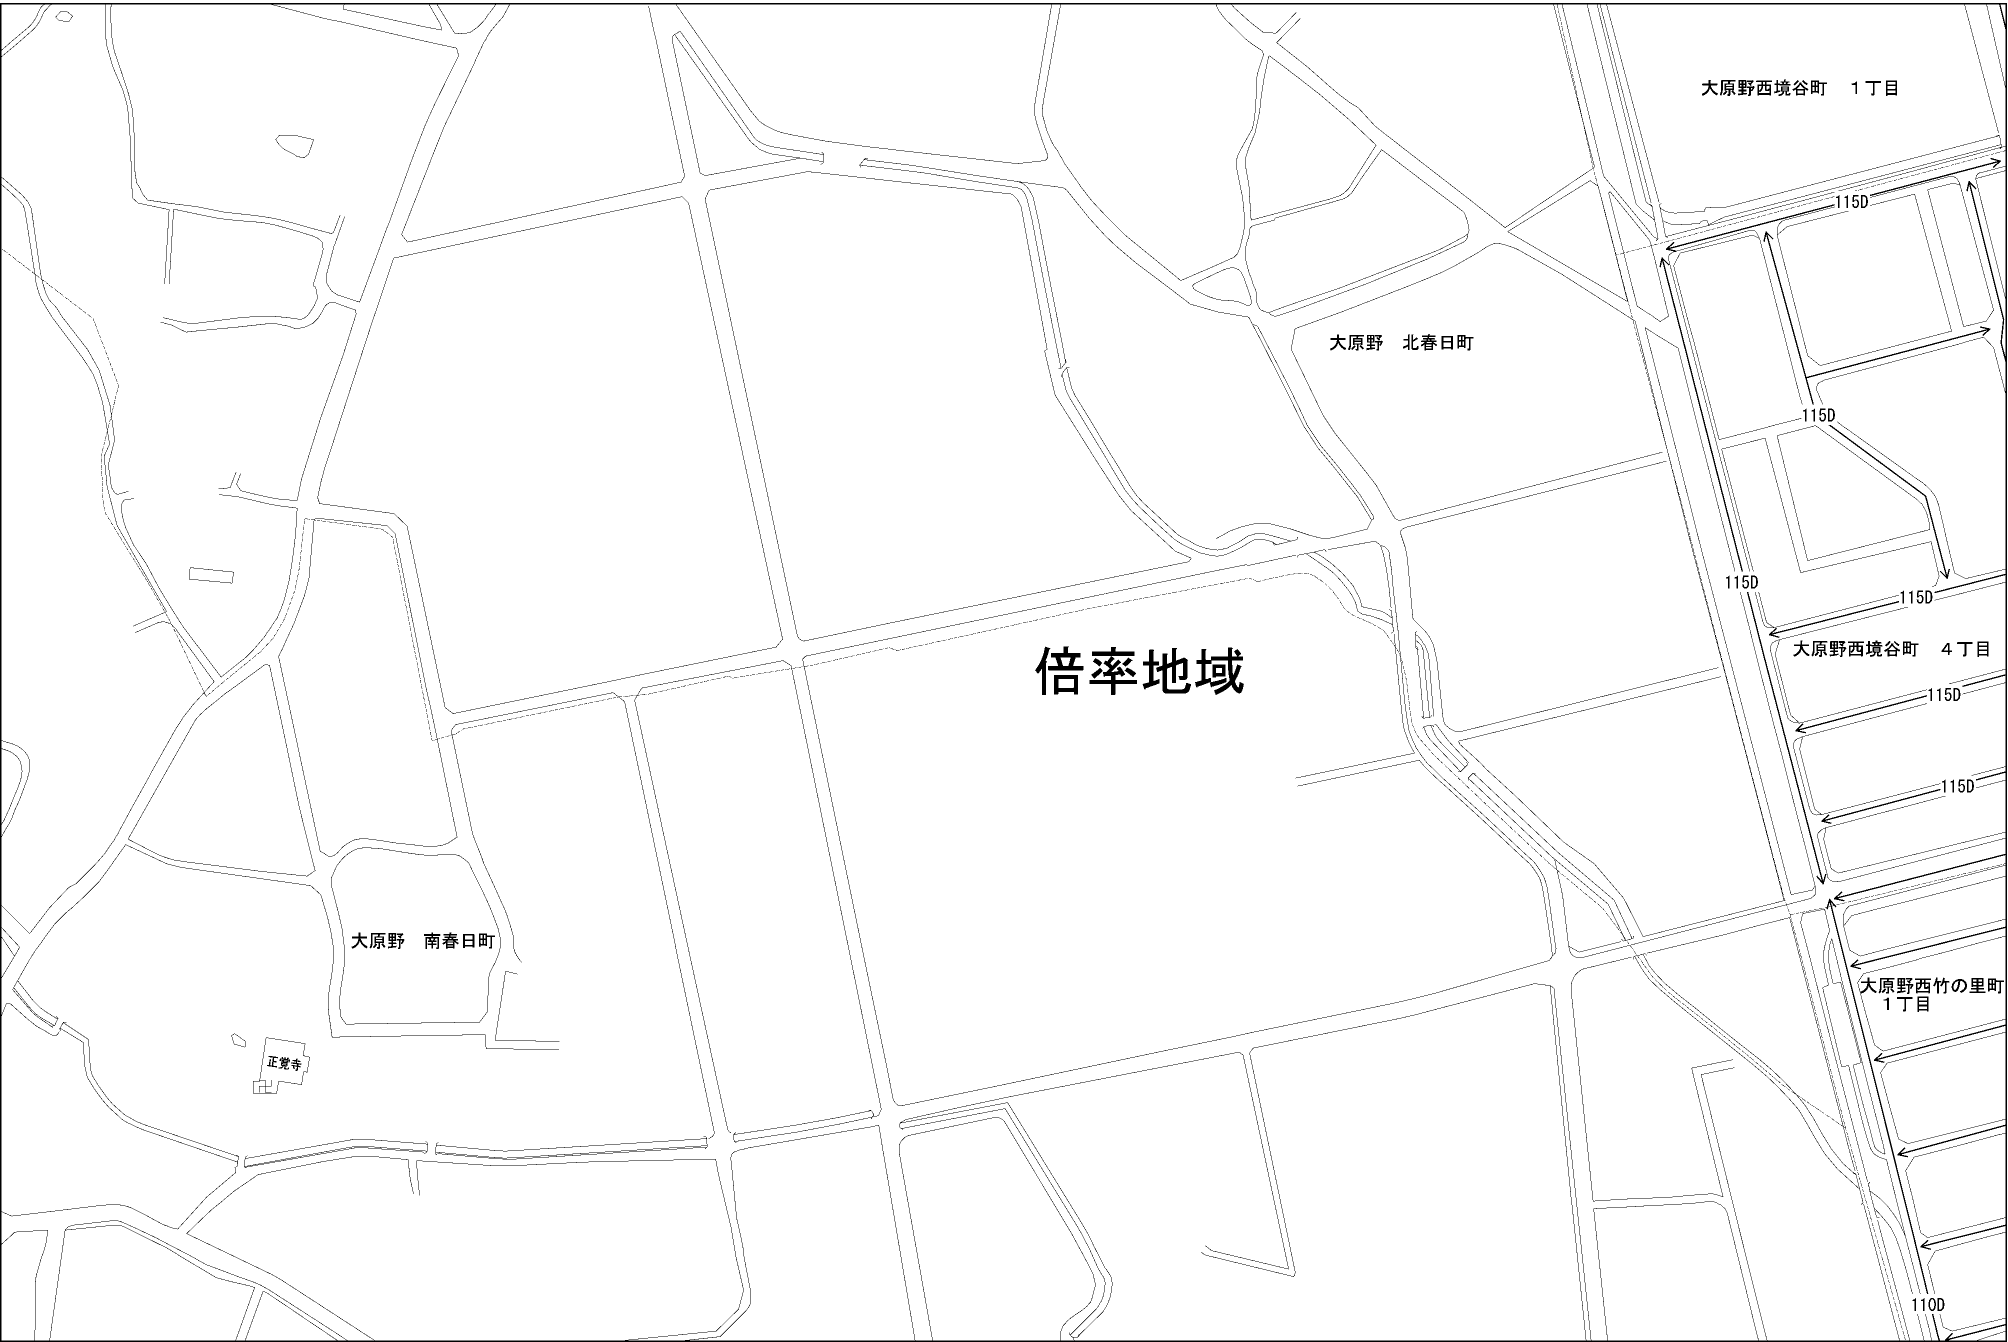 大原野西境谷町　１丁目
115D
大原野　北春日町
115D
115D
115D
大原野西境谷町　４丁目
倍率地域
115D
115D
大原野　南春日町
大原野西竹の里町
１丁目
正覚寺
110D